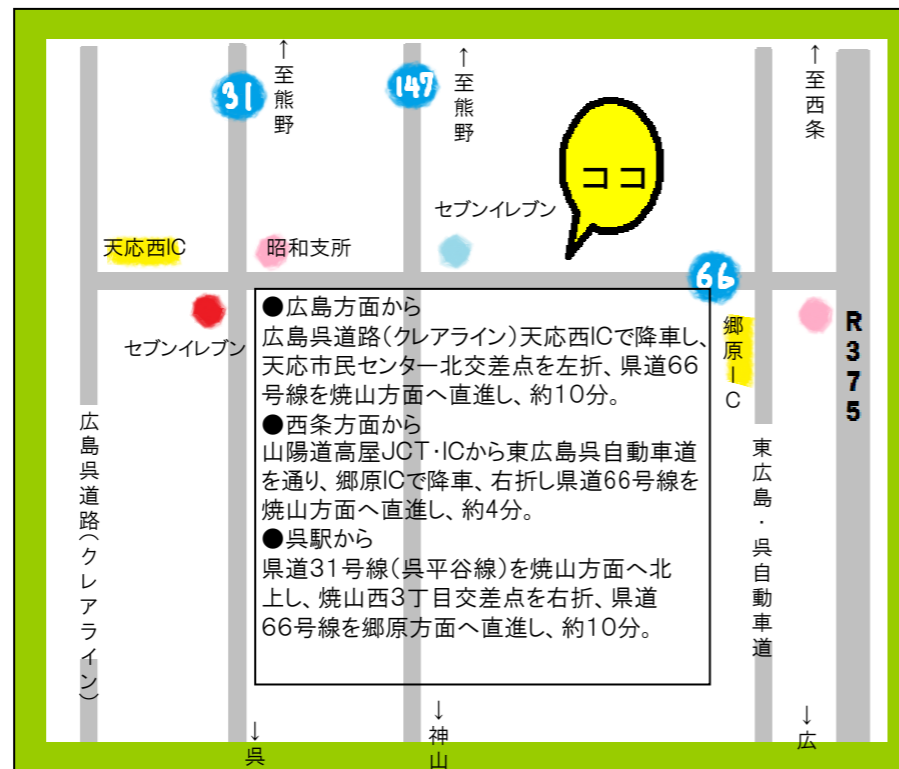 ↑至熊野
↑至熊野
↑至西条
31
147
ココ
セブンイレブン
天応西IC
昭和支所
66
セブンイレブン
郷原IC
R375
●広島方面から
広島呉道路(クレアライン)天応西ICで降車し、
天応市民センター北交差点を左折、県道66
号線を焼山方面へ直進し、約10分。
●西条方面から
山陽道高屋JCT・ICから東広島呉自動車道
を通り、郷原ICで降車、右折し県道66号線を
焼山方面へ直進し、約4分。
●呉駅から
県道31号線(呉平谷線)を焼山方面へ北
上し、焼山西3丁目交差点を右折、県道
66号線を郷原方面へ直進し、約10分。
広島呉道路(クレアライン)
東広島・呉自動車道
↓呉
↓神山
↓広